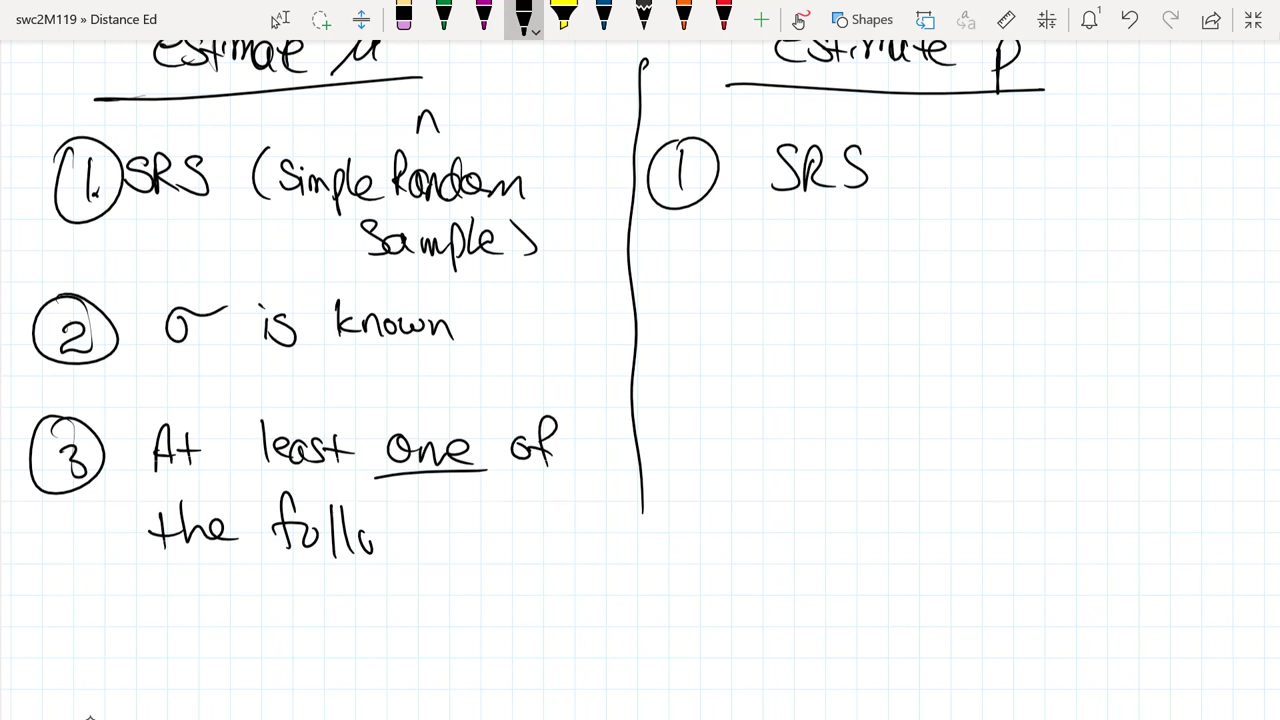 swc2M119 » Distance Ed
Shapes
1
estimate μ
n
1. SRS (Simple Random
Sample)
2 σ is known
3 At least one of
the follo
estimate p
1 SRS